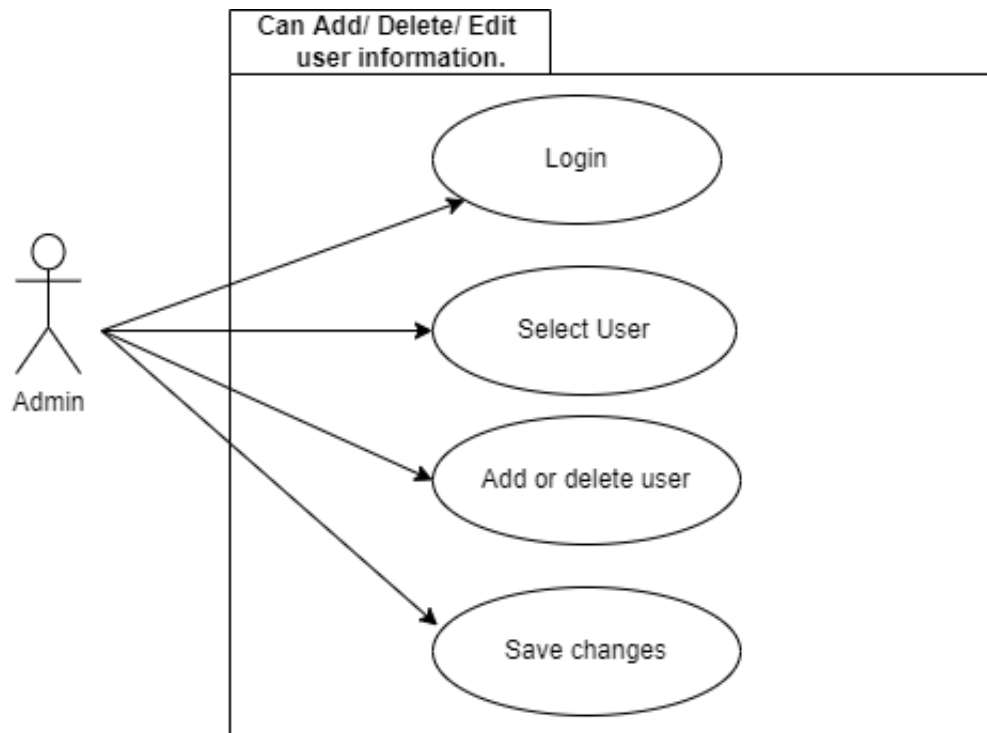 Can Add/ Delete/ Edit
user information.
Login
Select User
Admin
Add or delete user
Save changes